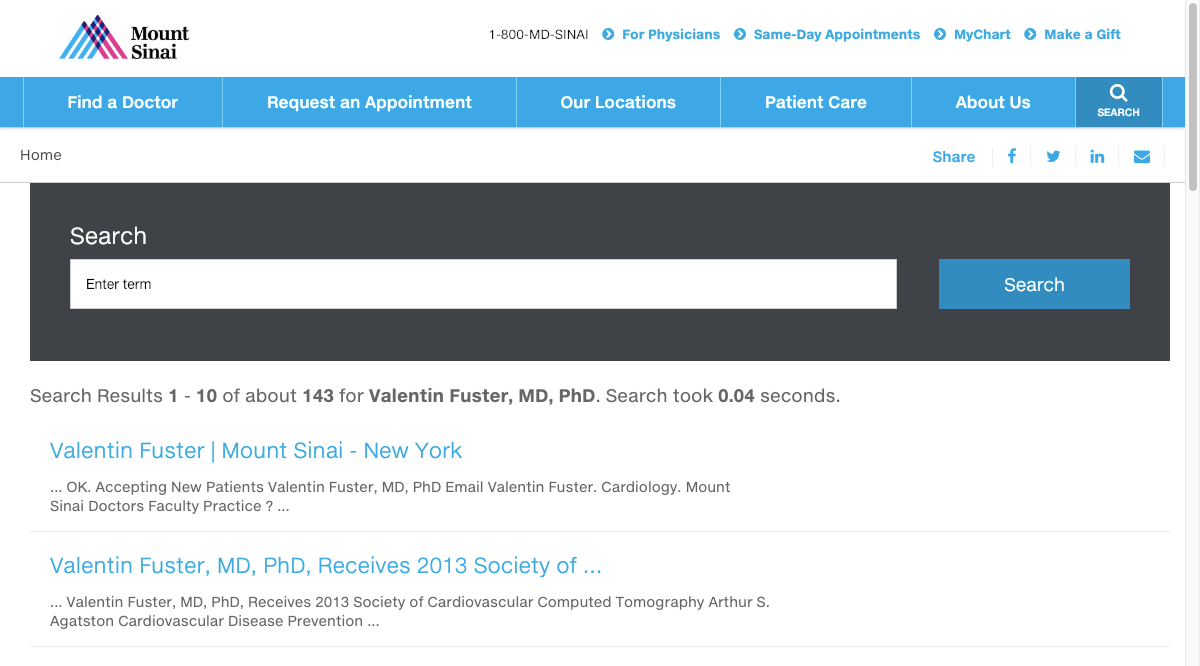 Mount
Sinai
1-800-MD-SINAI For Physicians Same-Day Appointments MyChart Make a Gift
Find a Doctor Request an Appointment Our Locations Patient Care About Us SEARCH
Home
Share
Search
Enter term Search
Search Results 1 - 10 of about 143 for Valentin Fuster, MD, PhD. Search took 0.04 seconds.
Valentin Fuster | Mount Sinai - New York
... OK. Accepting New Patients Valentin Fuster, MD, PhD Email Valentin Fuster. Cardiology. Mount
Sinai Doctors Faculty Practice ? ...
Valentin Fuster, MD, PhD, Receives 2013 Society of ...
... Valentin Fuster, MD, PhD, Receives 2013 Society of Cardiovascular Computed Tomography Arthur S.
Agatston Cardiovascular Disease Prevention ...